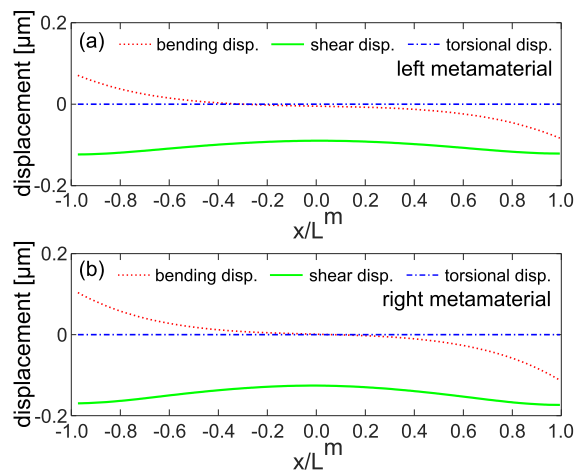 0.2
(a) bending disp. shear disp. torsional disp.
left metamaterial
0
-0.2
displacement [µm]
-1.0 -0.8 -0.6 -0.4 -0.2 0.0 0.2 0.4 0.6 0.8 1.0
x/L^m
0.2
(b) bending disp. shear disp. torsional disp.
right metamaterial
0
-0.2
displacement [µm]
-1.0 -0.8 -0.6 -0.4 -0.2 0.0 0.2 0.4 0.6 0.8 1.0
x/L^m